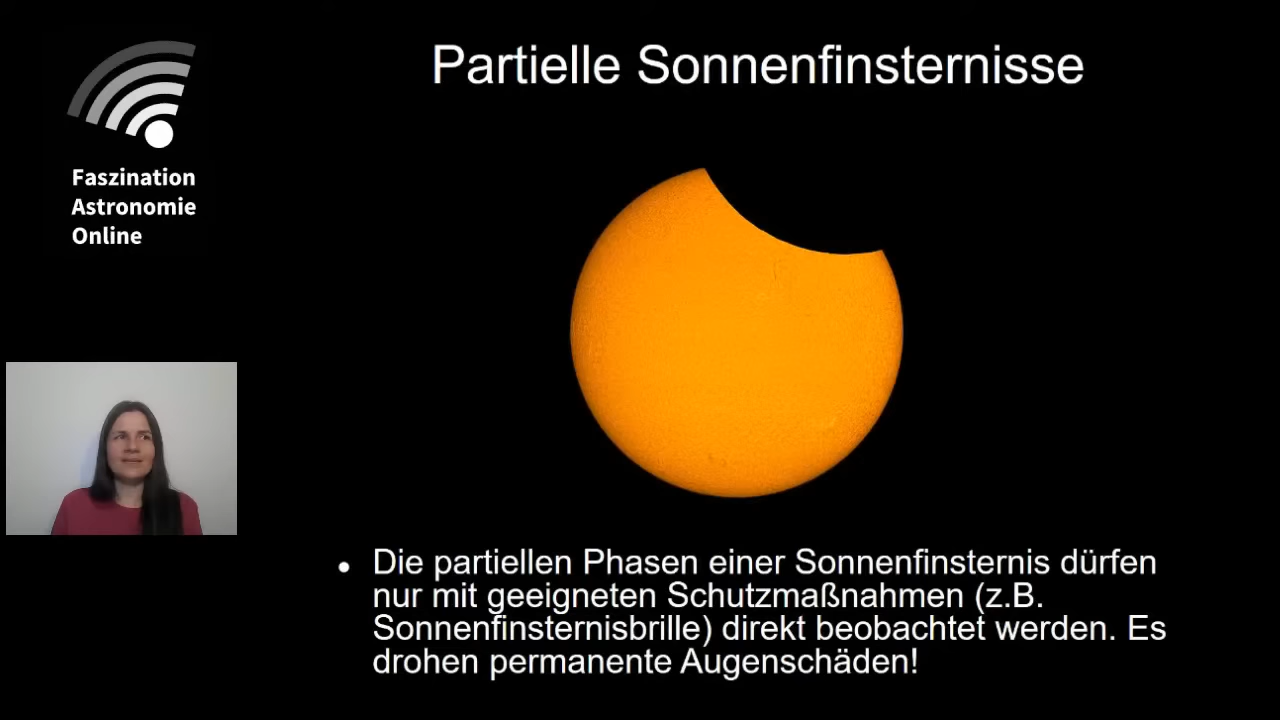 Partielle Sonnenfinsternisse
Faszination
Astronomie
Online
• Die partiellen Phasen einer Sonnenfinsternis dürfen
nur mit geeigneten Schutzmaßnahmen (z.B.
Sonnenfinsternisbrille) direkt beobachtet werden. Es
drohen permanente Augenschäden!